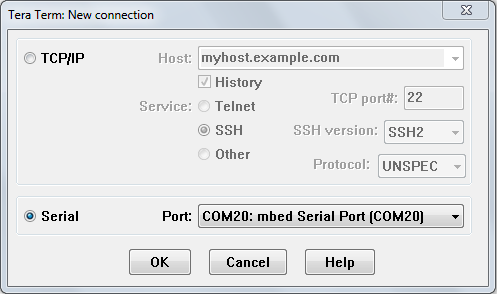 Tera Term: New connection
TCP/IP Host: myhost.example.com
History
Service: Telnet TCP port#: 22
SSH SSH version: SSH2
Other Protocol: UNSPEC
Serial Port: COM20: mbed Serial Port (COM20)
OK Cancel Help